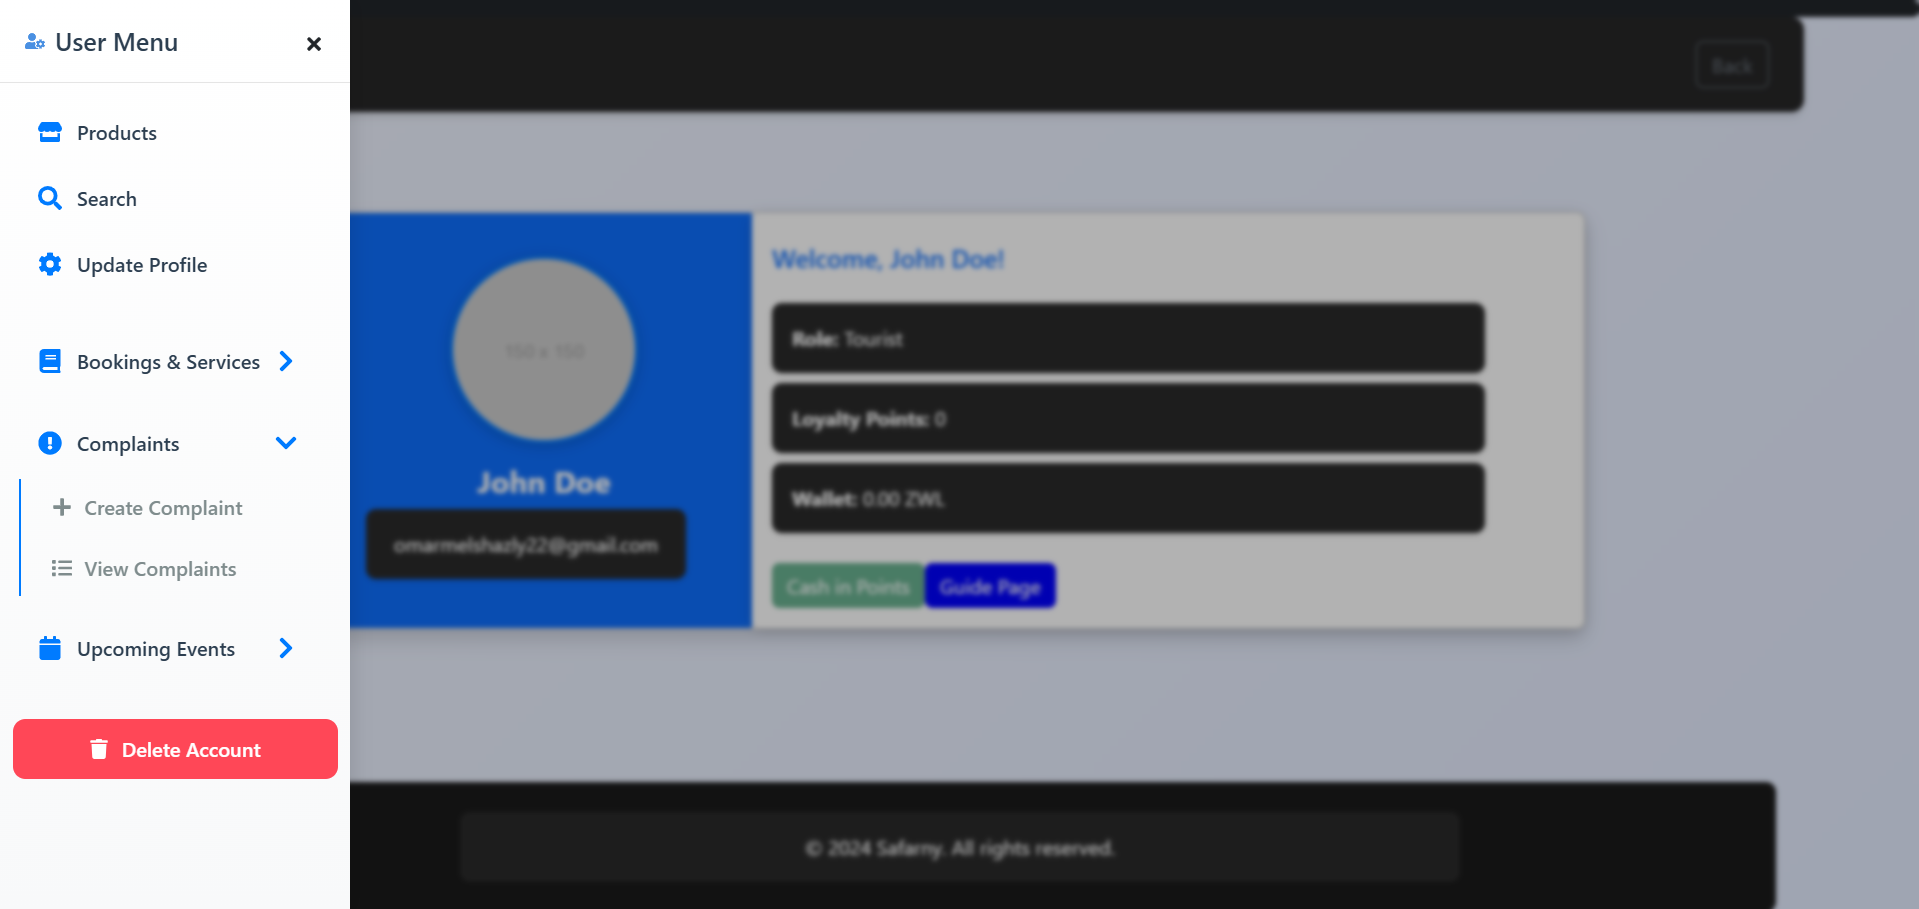 User Menu
Products
Search
Update Profile
Bookings & Services
Complaints
Create Complaint
View Complaints
Upcoming Events
Delete Account
Back
150 x 150
John Doe
omarmelshazly22@gmail.com
Welcome, John Doe!
Role: Tourist
Loyalty Points: 0
Wallet: 0.00 ZWL
Cash in Points
Guide Page
© 2024 Safarny. All rights reserved.